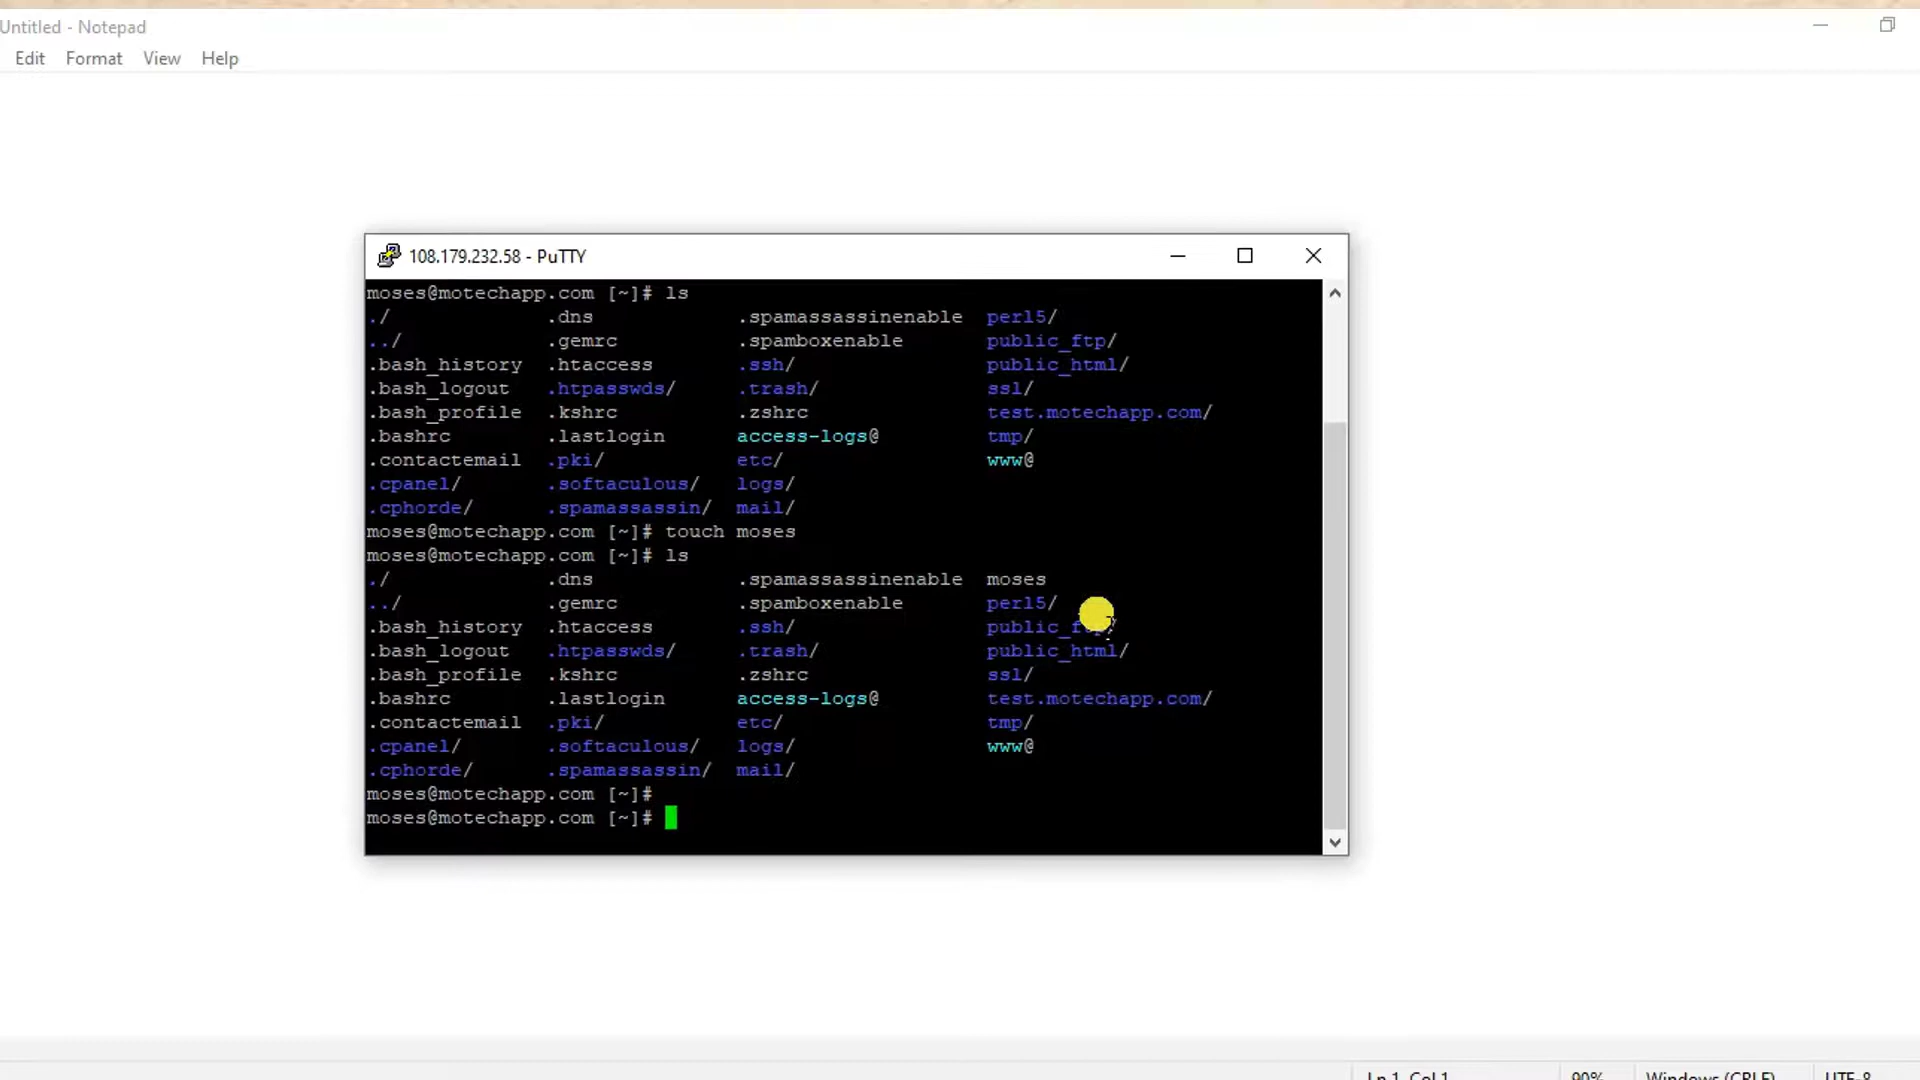 Untitled - Notepad
Edit Format View Help
108.179.232.58 - PuTTY
moses@motechapp.com [~]# ls
./ .dns .spamassassinenable perl5/
../ .gemrc .spamboxenable public_ftp/
.bash_history .htaccess .ssh/ public_html/
.bash_logout .htpasswds/ .trash/ ssl/
.bash_profile .kshrc .zshrc test.motechapp.com/
.bashrc .lastlogin access-logs@ tmp/
.contactemail .pki/ etc/ www@
.cpanel/ .softaculous/ logs/
.cphorde/ .spamassassin/ mail/
moses@motechapp.com [~]# touch moses
moses@motechapp.com [~]# ls
./ .dns .spamassassinenable moses
../ .gemrc .spamboxenable perl5/
.bash_history .htaccess .ssh/ public_ftp/
.bash_logout .htpasswds/ .trash/ public_html/
.bash_profile .kshrc .zshrc ssl/
.bashrc .lastlogin access-logs@ test.motechapp.com/
.contactemail .pki/ etc/ tmp/
.cpanel/ .softaculous/ logs/ www@
.cphorde/ .spamassassin/ mail/
moses@motechapp.com [~]#
moses@motechapp.com [~]#
Ln 1, Col 1 90% Windows (CRLF) UTF-8